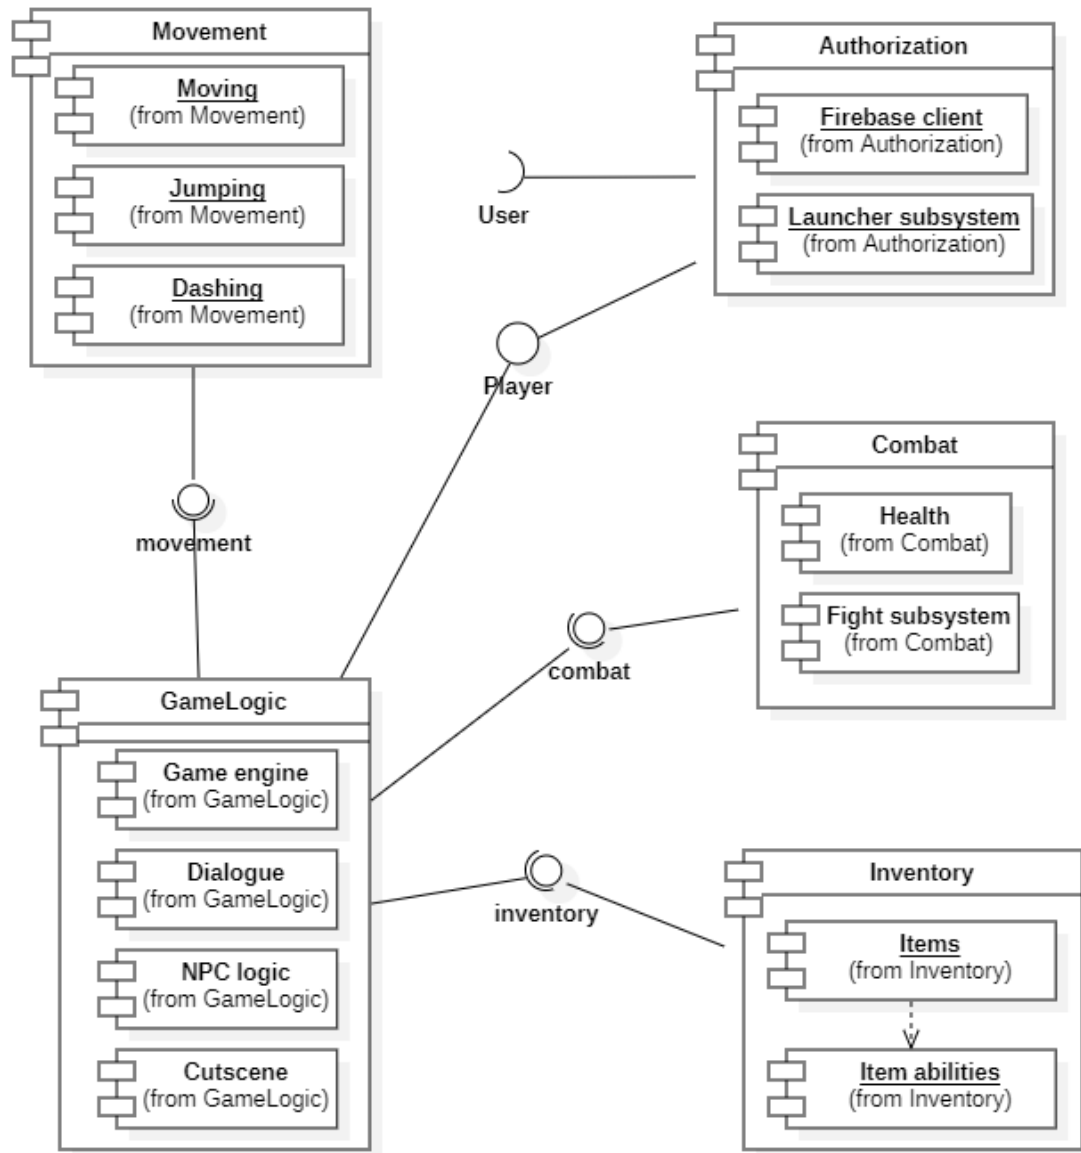 Movement
Moving
(from Movement)
Jumping
(from Movement)
Dashing
(from Movement)
movement
Authorization
Firebase client
(from Authorization)
Launcher subsystem
(from Authorization)
User
Player
Combat
Health
(from Combat)
Fight subsystem
(from Combat)
combat
GameLogic
Game engine
(from GameLogic)
Dialogue
(from GameLogic)
NPC logic
(from GameLogic)
Cutscene
(from GameLogic)
inventory
Inventory
Items
(from Inventory)
Item abilities
(from Inventory)